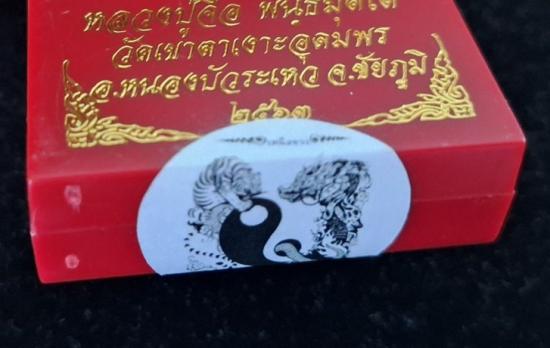 หลวงปู่จื่อ พันธมุตโต
วัดเขาตาเงาะอุดมพร
อ.หนองบัวระเหว จ.ชัยภูมิ
๒๕๖๓